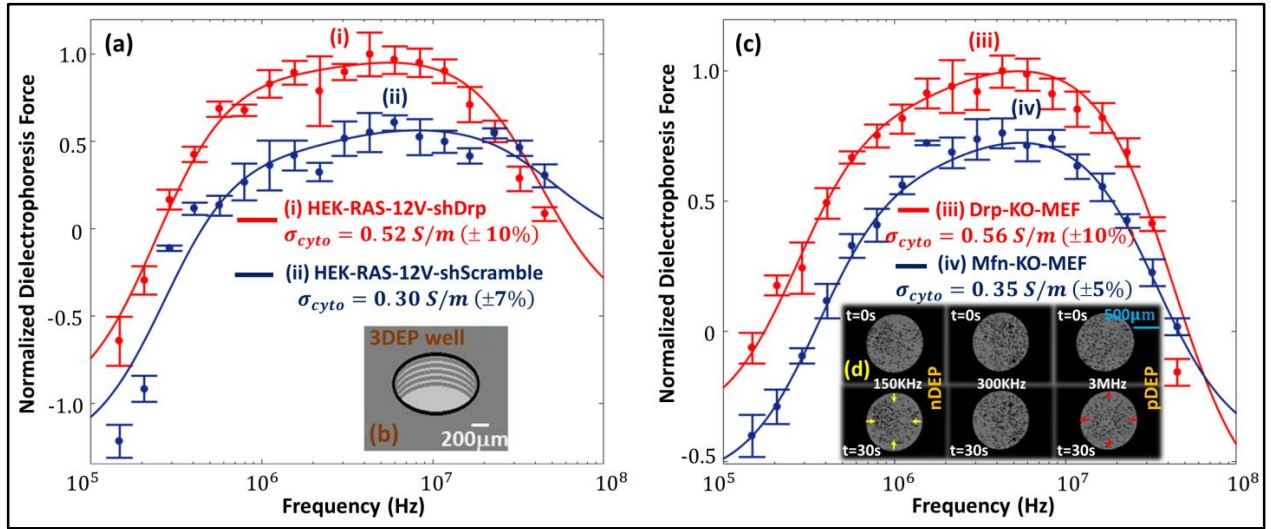 (a)
(i)
(ii)
(i) HEK-RAS-12V-shDrp
σ_cyto = 0.52 S/m (± 10%)
(ii) HEK-RAS-12V-shScramble
σ_cyto = 0.30 S/m (±7%)
3DEP well
(b)
200μm
Normalized Dielectrophoresis Force
1.0
0.5
0
-0.5
-1.0
10^5
10^6
10^7
10^8
Frequency (Hz)
(c)
(iii)
(iv)
(iii) Drp-KO-MEF
σ_cyto = 0.56 S/m (±10%)
(iv) Mfn-KO-MEF
σ_cyto = 0.35 S/m (±5%)
t=0s
t=0s
t=0s
500μm
(d)
150KHz
nDEP
300KHz
3MHz
pDEP
t=30s
t=30s
t=30s
Normalized Dielectrophoresis Force
1.0
0.5
0
-0.5
10^5
10^6
10^7
10^8
Frequency (Hz)